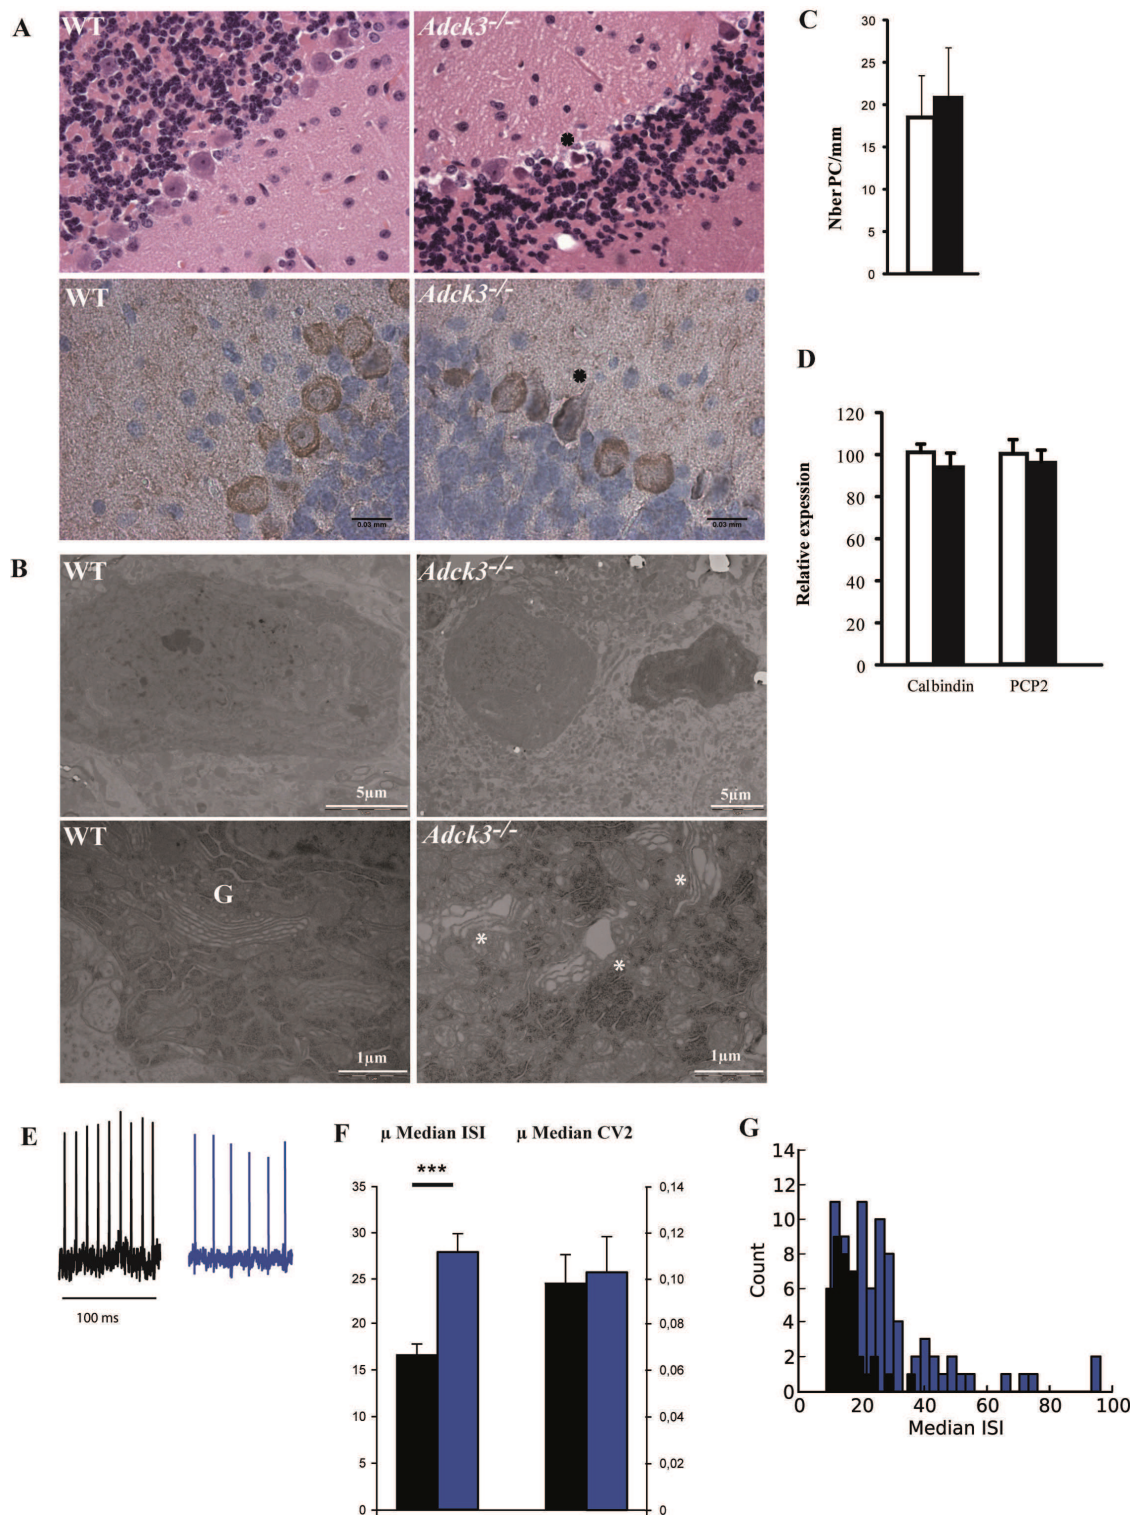 A
WT
Adck3-/-
WT
Adck3-/-
0.03 mm
0.03 mm
B
WT
Adck3-/-
5μm
5μm
WT
Adck3-/-
G
*
*
*
1μm
1μm
C
Nber PC/mm
30
25
20
15
10
5
0
D
Relative expession
120
100
80
60
40
20
0
Calbindin
PCP2
E
100 ms
F
μ Median ISI
μ Median CV2
***
35
30
25
20
15
10
5
0
0,14
0,12
0,10
0,08
0,06
0,04
0,02
0
G
Count
14
12
10
8
6
4
2
0
0 20 40 60 80 100
Median ISI